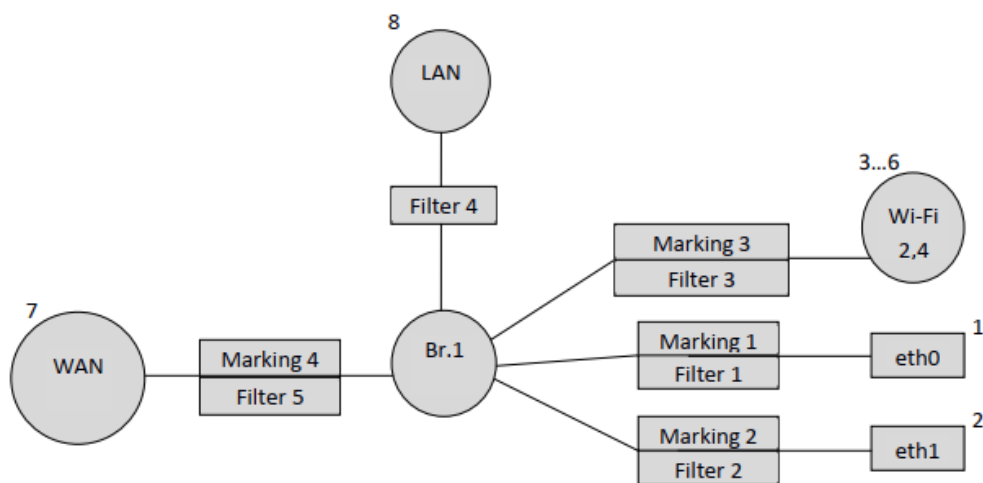 8
LAN
3...6
Filter 4
Wi-Fi
2,4
Marking 3
Filter 3
7
WAN
Marking 4
Filter 5
Br.1
Marking 1
Filter 1
1
eth0
Marking 2
Filter 2
2
eth1